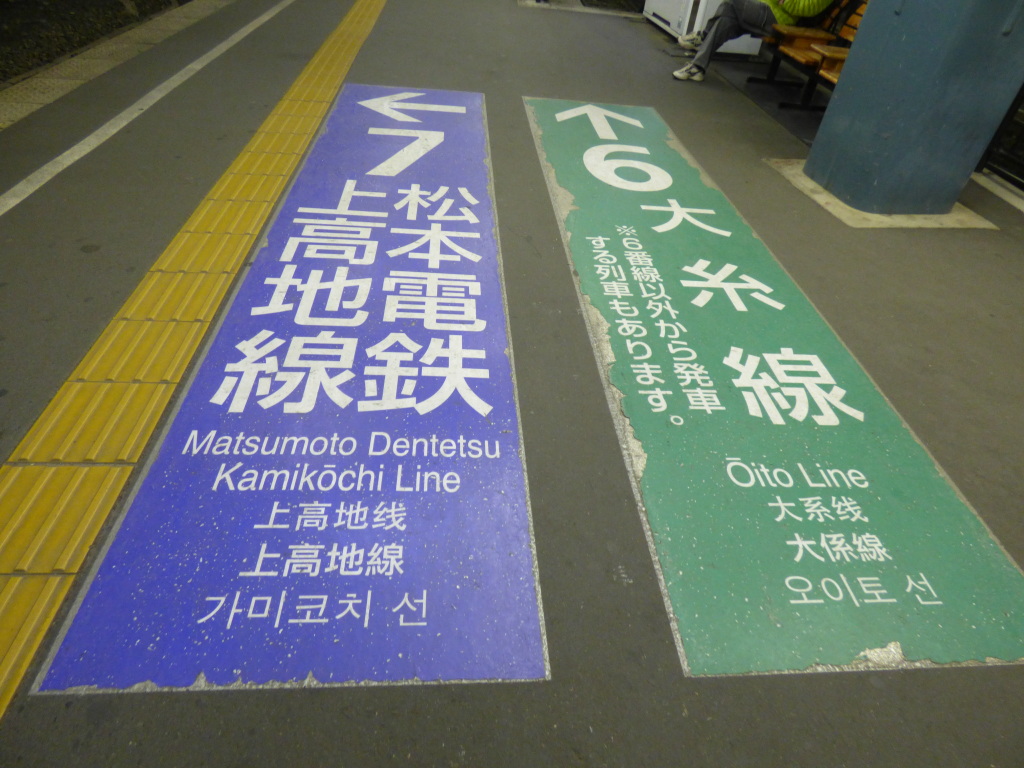 ←
7
松本電鉄
上高地線
Matsumoto Dentetsu
Kamikōchi Line
上高地线
上高地線
가미코치 선
↑
6
大糸線
※6番線以外から発車
する列車もあります。
Ōito Line
大系线
大係線
오이토 선